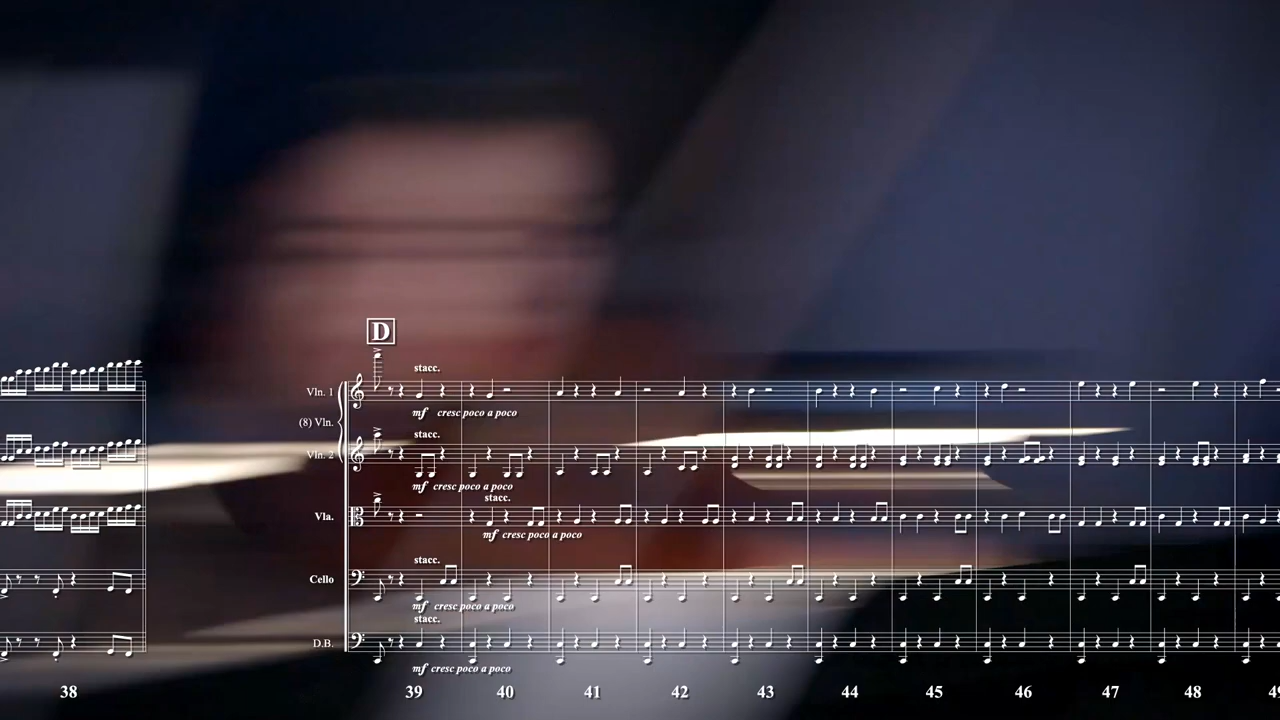 D
stacc.
Vln. 1
mf cresc poco a poco
(8) Vln.
stacc.
Vln. 2
mf cresc poco a poco
stacc.
Vla.
mf cresc poco a poco
stacc.
Cello
mf cresc poco a poco
stacc.
D.B.
mf cresc poco a poco
38 39 40 41 42 43 44 45 46 47 48 49